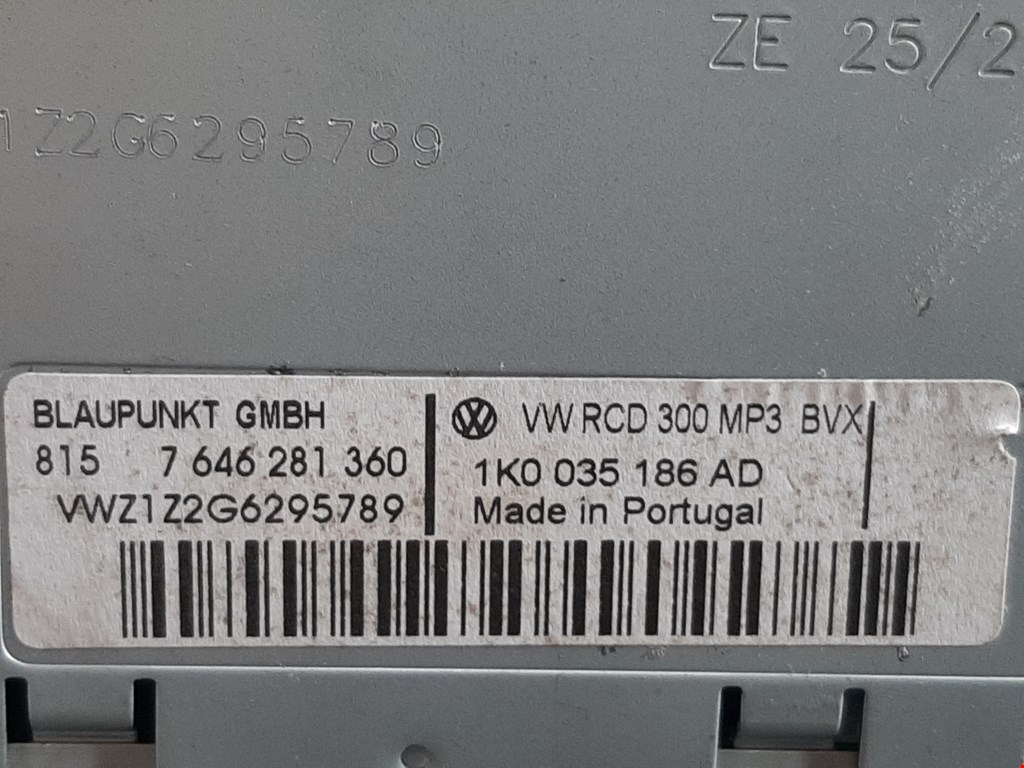 ZE 25/2
1Z2G6295789
BLAUPUNKT GMBH
815 7 646 281 360
VWZ1Z2G6295789
VW RCD 300 MP3 BVX
1K0 035 186 AD
Made in Portugal